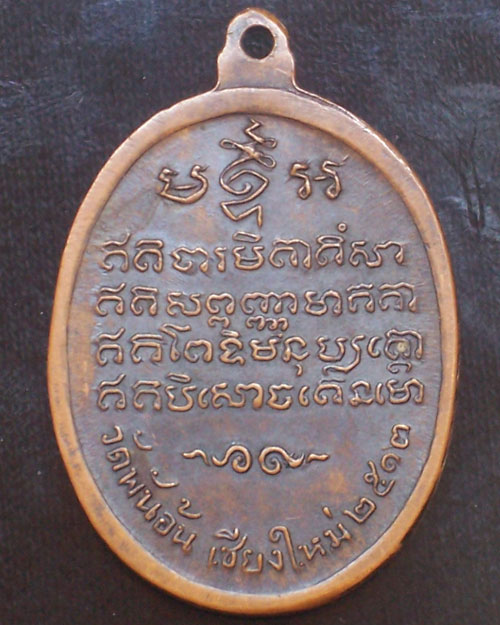 ឥតិបារមិតាតិំសា
ឥតិសព្ពញ្ញុមាគតា
ឥតិពោធិមនុប្បត្តោ
ឥតិបិសោចតេនមោ
วัดพันอ้น เชียงใหม่ ๒๕๑๓